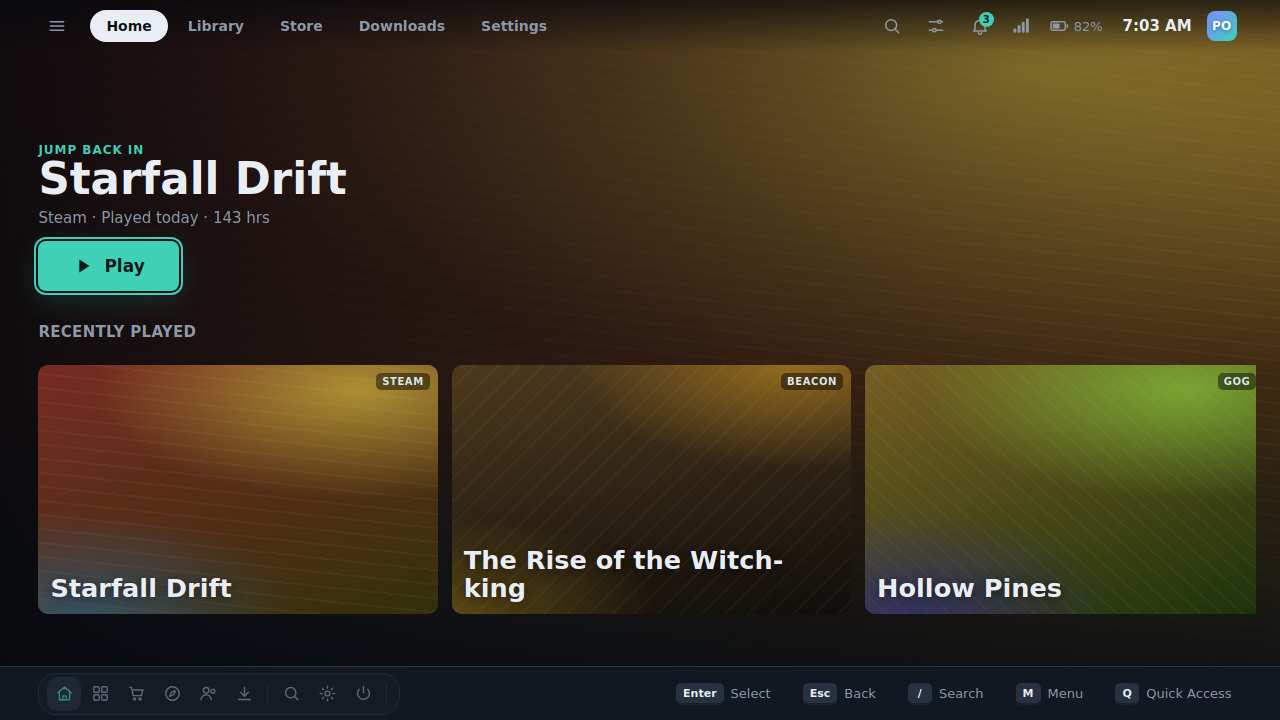 Home Library Store Downloads Settings 3 82% 7:03 AM PO
JUMP BACK IN
Starfall Drift
Steam · Played today · 143 hrs
Play
RECENTLY PLAYED
STEAM BEACON GOG
Starfall Drift
The Rise of the Witch-
king
Hollow Pines
Enter Select Esc Back / Search M Menu Q Quick Access